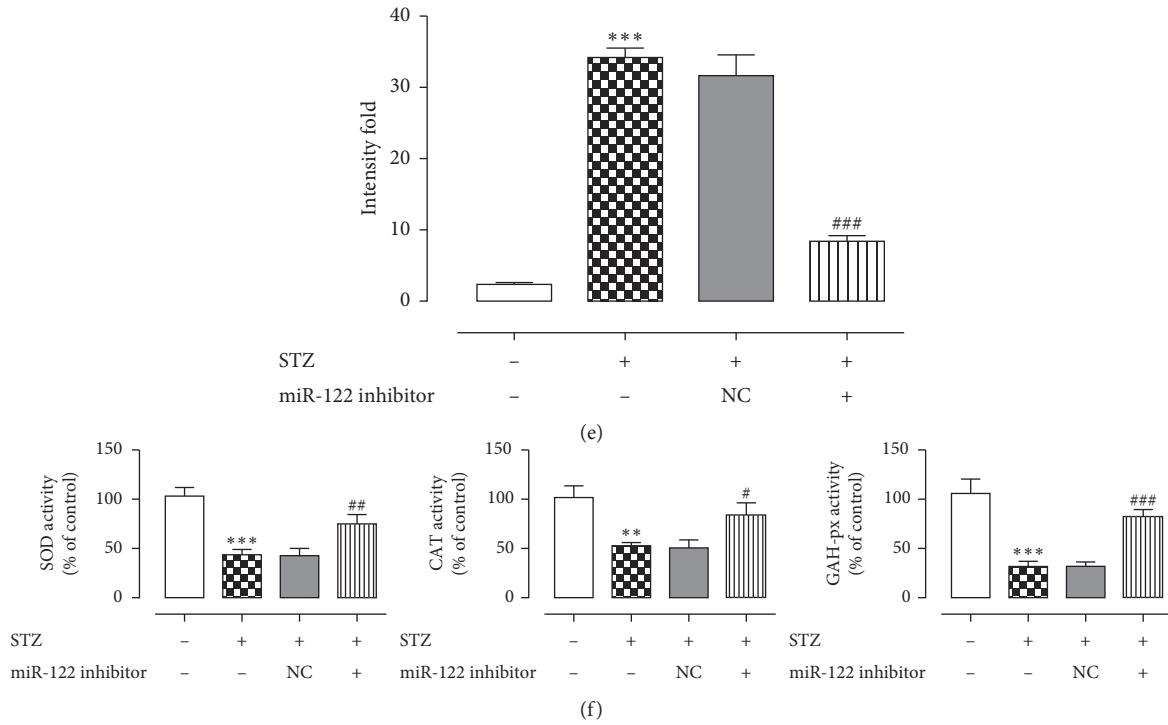 40
***
30
Intensity fold
20
10
###
0
STZ – + + +
miR-122 inhibitor – – NC +
(e)
150
SOD activity
(% of control)
100
##
50
***
0
STZ – + + +
miR-122 inhibitor – – NC +
150
CAT activity
(% of control)
100
#
50
**
0
STZ – + + +
miR-122 inhibitor – – NC +
150
GAH-px activity
(% of control)
100
###
50
***
0
STZ – + + +
miR-122 inhibitor – – NC +
(f)